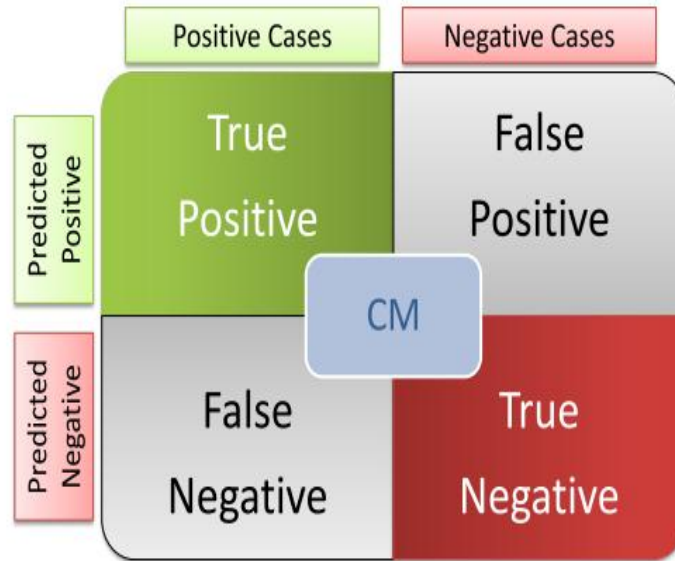 Positive Cases
Negative Cases
Predicted
Positive
True
Positive
False
Positive
CM
Predicted
Negative
False
Negative
True
Negative